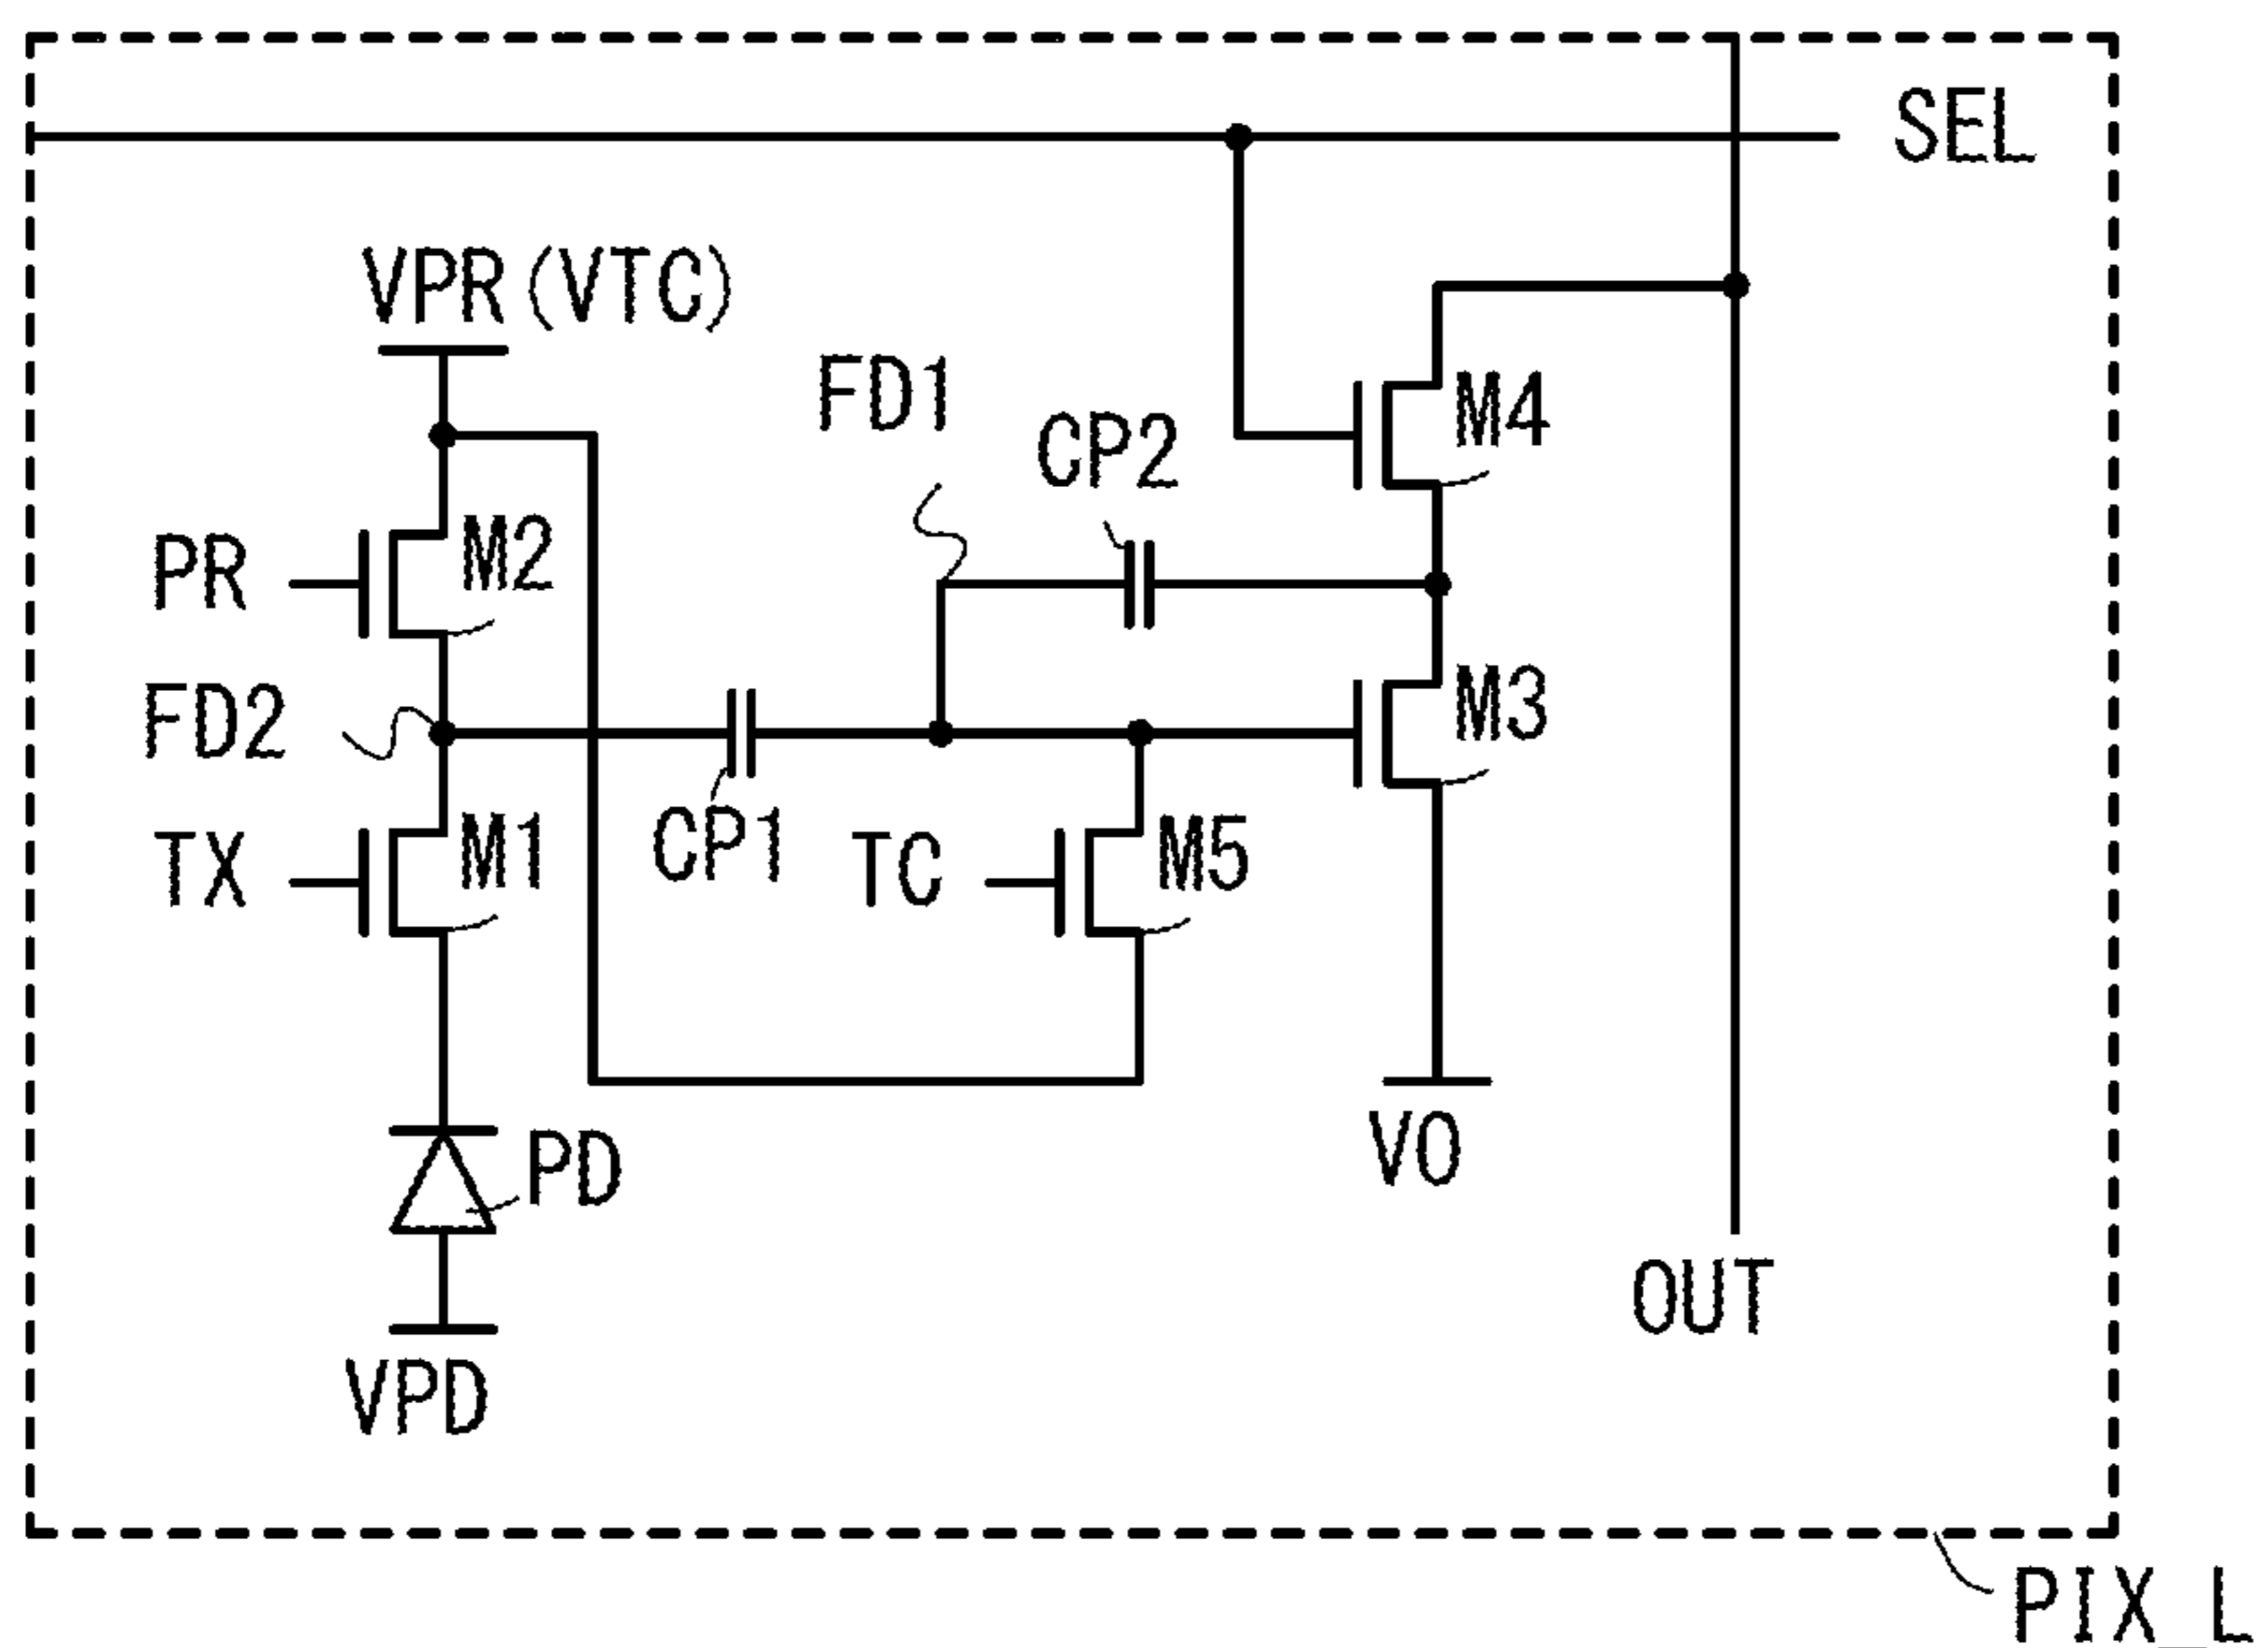 SEL
VPR(VTC)
FD1
CP2
M4
PR
M2
FD2
M3
TX
M1
CP1
TC
M5
PD
VO
OUT
VPD
PIX_L